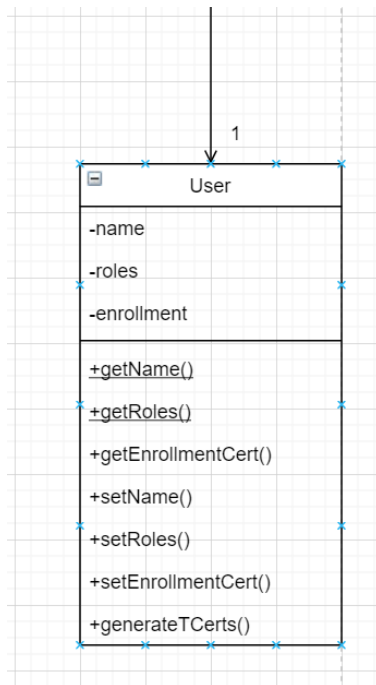 1
User
-name
-roles
-enrollment
+getName()
+getRoles()
+getEnrollmentCert()
+setName()
+setRoles()
+setEnrollmentCert()
+generateTCerts()